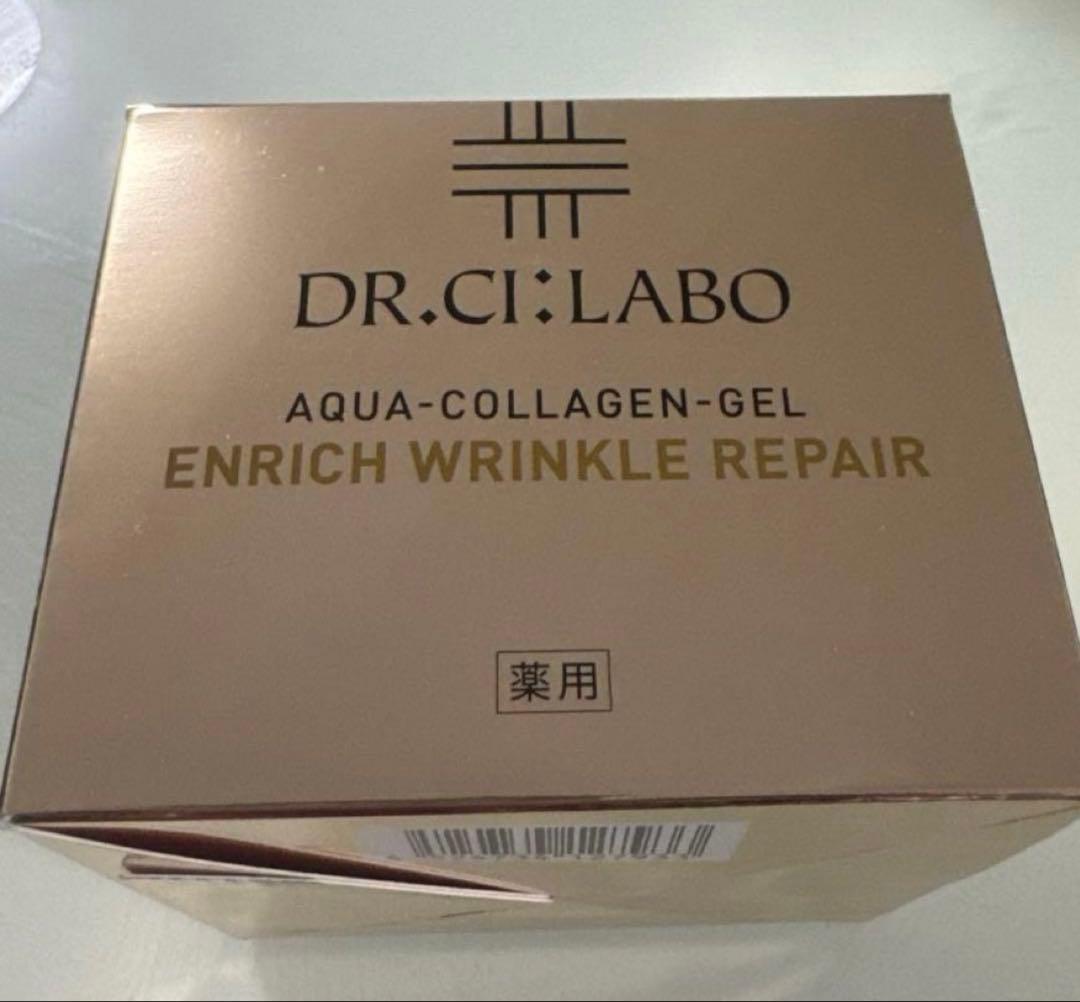 DR.CI:LABO
AQUA-COLLAGEN-GEL
ENRICH WRINKLE REPAIR
薬用